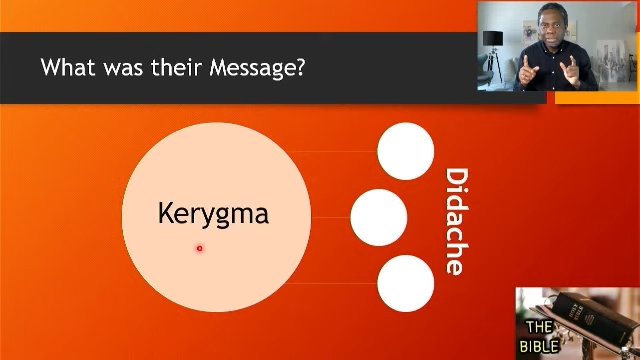 What was their Message?
Kerygma
Didache
THE
BIBLE